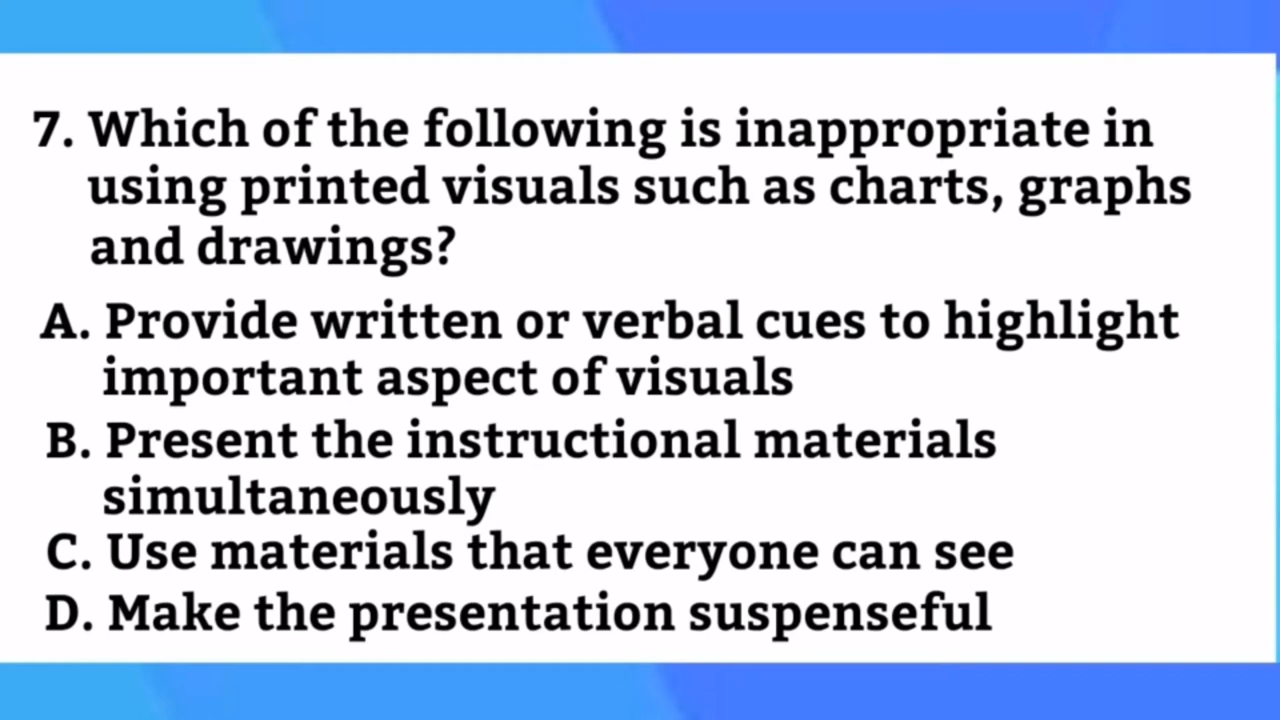 7. Which of the following is inappropriate in
using printed visuals such as charts, graphs
and drawings?
A. Provide written or verbal cues to highlight
important aspect of visuals
B. Present the instructional materials
simultaneously
C. Use materials that everyone can see
D. Make the presentation suspenseful